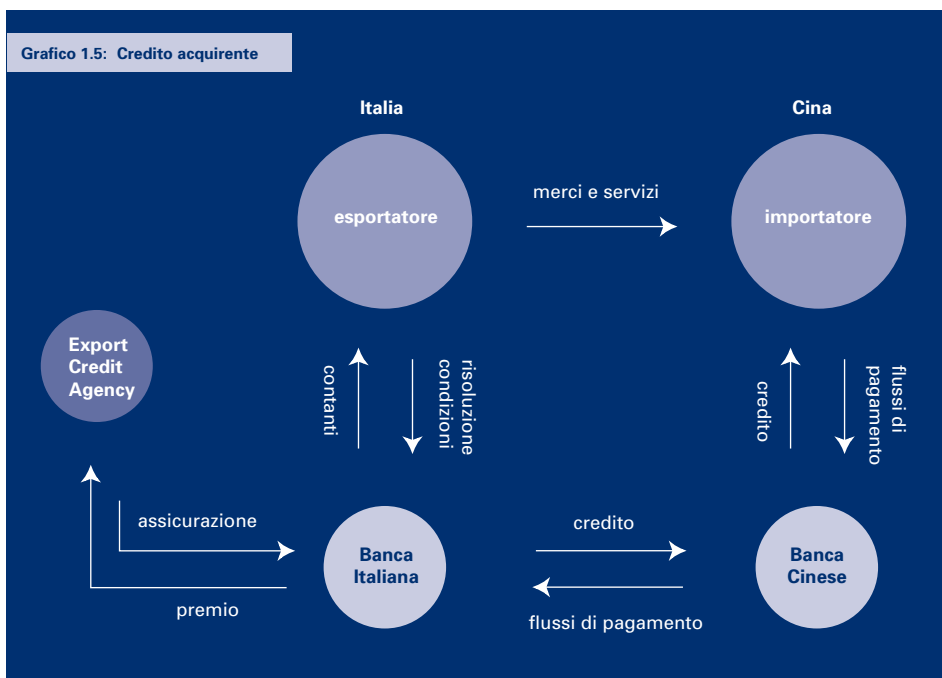 Grafico 1.5: Credito acquirente
Italia
Cina
esportatore
merci e servizi
importatore
Export
Credit
Agency
contanti
risoluzione
condizioni
credito
flussi di
pagamento
assicurazione
premio
Banca
Italiana
credito
flussi di pagamento
Banca
Cinese